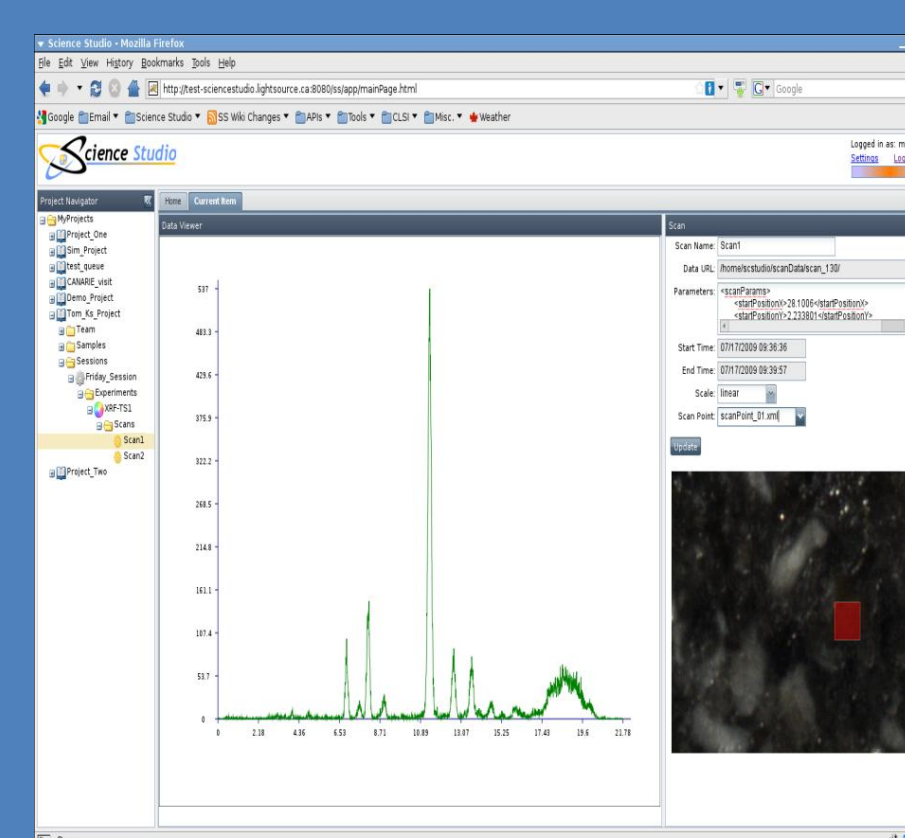 Science Studio - Mozilla Firefox
File Edit View History Bookmarks Tools Help
http://test-sciencestudio.lightsource.ca:8080/ss/app/mainPage.html
Google
Google Email Science Studio SS Wiki Changes APIs Tools CLSI Misc. Weather
Science Studio
Logged in as: m
Settings Lo
Project Navigator
Home Current Item
MyProjects
Project_One
Sim_Project
test_queue
CANARIE_visit
Demo_Project
Tom_Ks_Project
Team
Samples
Sessions
Friday_Session
Experiments
XRF-TS1
Scans
Scan1
Scan2
Project_Two
Data Viewer
537
483.3
429.6
375.9
322.2
268.5
214.8
161.1
107.4
53.7
0
0 2.18 4.36 6.53 8.71 10.89 13.07 15.25 17.43 19.6 21.78
Scan
Scan Name: Scan1
Data URL: /home/scstudio/scanData/scan_130/
Parameters: <scanParams>
<startPositionX>28.1006</startPositionX>
<startPositionY>2.233801</startPositionY>
Start Time: 07/17/2009 09:36:36
End Time: 07/17/2009 09:39:57
Scale: linear
Scan Point: scanPoint_01.xml
Update